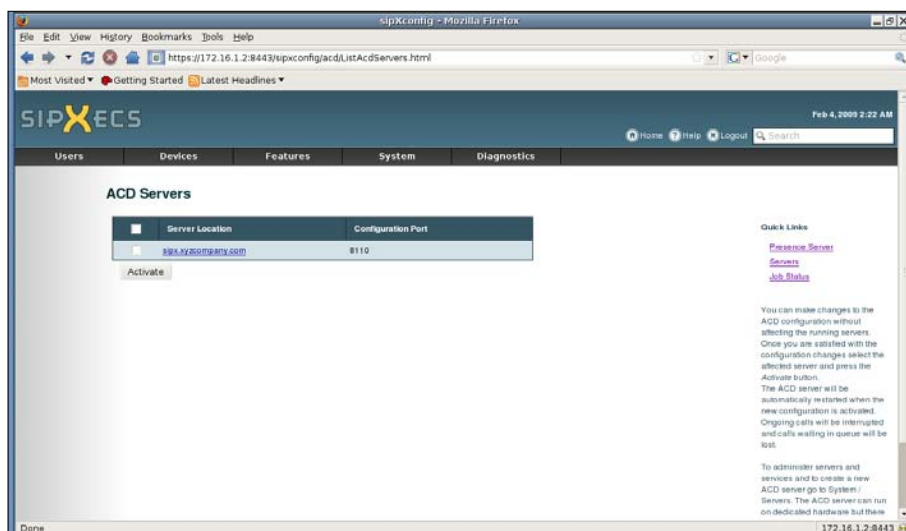 sipXconfig - Mozilla Firefox
File Edit View History Bookmarks Tools Help
https://172.16.1.2:8443/sipxconfig/acd/ListAcdServers.html
Google
Most Visited Getting Started Latest Headlines
SIPXECS
Feb 4, 2009 2:22 AM
Home Help Logout Search
Users Devices Features System Diagnostics
ACD Servers
Server Location Configuration Port
sipx.xyzcompany.com 8110
Activate
Quick Links
Presence Server
Servers
Job Status
You can make changes to the
ACD configuration without
affecting the running servers.
Once you are satisfied with the
configuration changes select the
affected server and press the
Activate button.
The ACD server will be
automatically restarted when the
new configuration is activated.
Ongoing calls will be interrupted
and calls waiting in queue will be
lost.
To administer servers and
services and to create a new
ACD server go to System /
Servers. The ACD server can run
on dedicated hardware but there
Done
172.16.1.2:8443